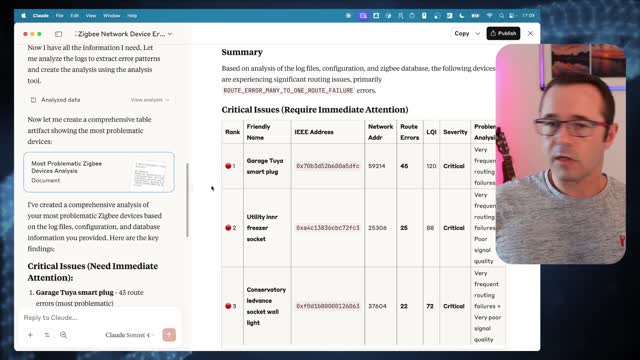 Claude File Edit View Window Help
17:09
Zigbee Network Device Er...
Copy
Publish
Now I have all the information I need. Let
me analyze the logs to extract error patterns
and create the analysis using the analysis
tool.
Analyzed data
View analysis
Now let me create a comprehensive table
artifact showing the most problematic
devices:
Most Problematic Zigbee
Devices Analysis
Document
I've created a comprehensive analysis of
your most problematic Zigbee devices based
on the log files, configuration, and database
information you provided. Here are the key
findings:
Critical Issues (Need Immediate
Attention):
1. Garage Tuya smart plug - 45 route
errors (most problematic)
Reply to Claude...
Claude Sonnet 4
Summary
Based on analysis of the log files, configuration, and zigbee database, the following devices
are experiencing significant routing issues, primarily
ROUTE_ERROR_MANY_TO_ONE_ROUTE_FAILURE errors.
Critical Issues (Require Immediate Attention)
Rank Friendly Name IEEE Address Network Addr Route Errors LQI Severity Problem Analysis
1 Garage Tuya smart plug 0x70b3d52b600a5dfc 59214 45 120 Critical Very frequent routing failures
2 Utility innr freezer socket 0xa4c13836cbc72fc3 25306 25 88 Critical Very frequent routing failures Poor signal quality
3 Conservatory ledvance socket wall light 37604 22 72 Critical Very frequent routing failures + Very poor signal quality